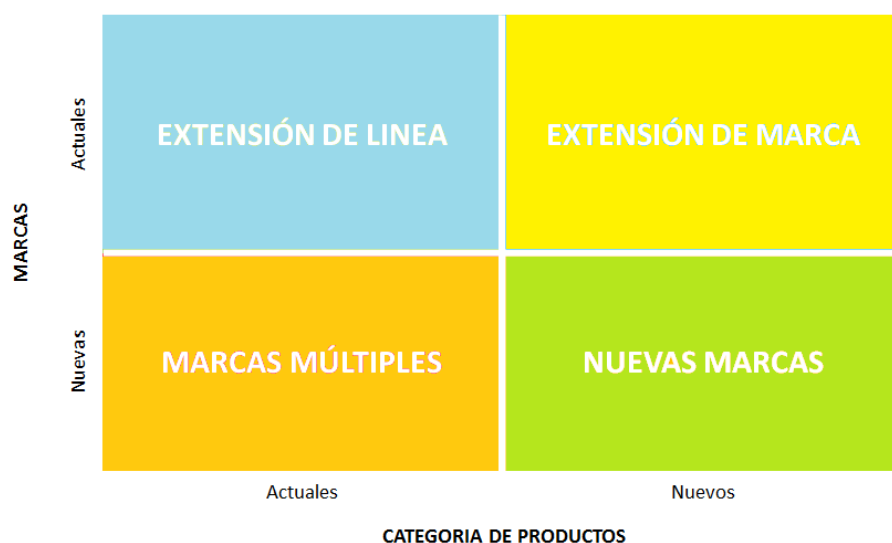 EXTENSIÓN DE LINEA
EXTENSIÓN DE MARCA
Actuales
MARCAS
Nuevas
MARCAS MÚLTIPLES
NUEVAS MARCAS
Actuales
Nuevos
CATEGORIA DE PRODUCTOS